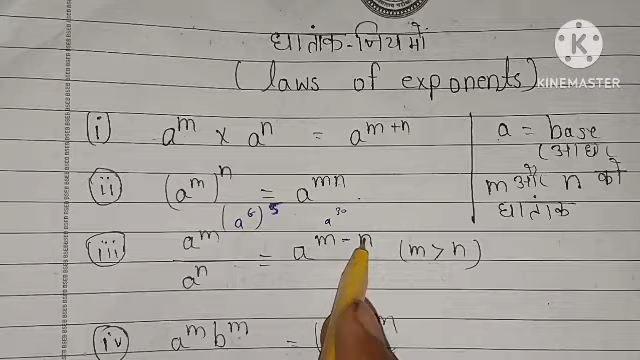 घातांक-नियमों
K
KINEMASTER
(laws of exponents)
(i) a^m × a^n = a^(m+n)
(ii) (a^m)^n = a^(mn).
(a^6)^5 a^30
(iii) a^m / a^n = a^(m-n) (m > n)
(iv) a^m b^m = (
a = base
(आधार
m और n को
घातांक